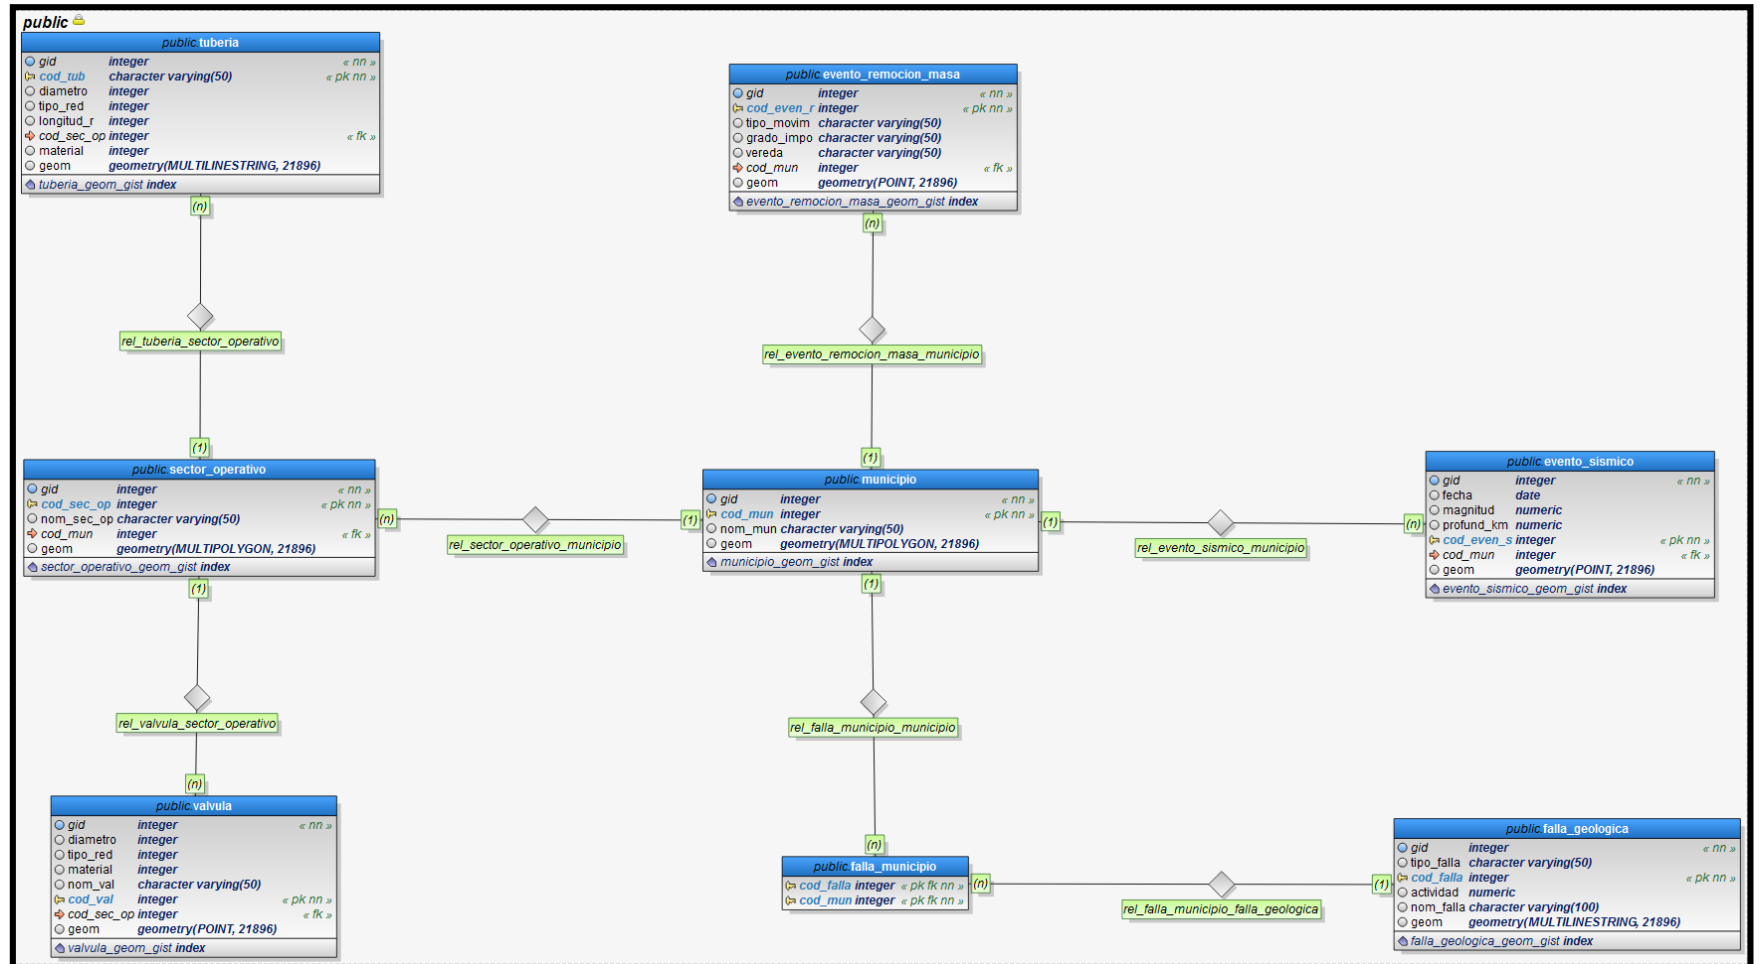 public
public.tuberia
gid integer « nn »
cod_tub character varying(50) « pk nn »
diametro integer
tipo_red integer
longitud_r integer
cod_sec_op integer « fk »
material integer
geom geometry(MULTILINESTRING, 21896)
tuberia_geom_gist index
(n)
rel_tuberia_sector_operativo
(1)
public.evento_remocion_masa
gid integer « nn »
cod_even_r integer « pk nn »
tipo_movim character varying(50)
grado_impo character varying(50)
vereda character varying(50)
cod_mun integer « fk »
geom geometry(POINT, 21896)
evento_remocion_masa_geom_gist index
(n)
rel_evento_remocion_masa_municipio
(1)
public.sector_operativo
gid integer « nn »
cod_sec_op integer « pk nn »
nom_sec_op character varying(50)
cod_mun integer « fk »
geom geometry(MULTIPOLYGON, 21896)
sector_operativo_geom_gist index
(n)
rel_sector_operativo_municipio
(1)
public.municipio
gid integer « nn »
cod_mun integer « pk nn »
nom_mun character varying(50)
geom geometry(MULTIPOLYGON, 21896)
municipio_geom_gist index
(1)
rel_evento_sismico_municipio
(n)
public.evento_sismico
gid integer « nn »
fecha date
magnitud numeric
profund_km numeric
cod_even_s integer « pk nn »
cod_mun integer « fk »
geom geometry(POINT, 21896)
evento_sismico_geom_gist index
(1)
rel_valvula_sector_operativo
(n)
public.valvula
gid integer « nn »
diametro integer
tipo_red integer
material integer
nom_val character varying(50)
cod_val integer « pk nn »
cod_sec_op integer « fk »
geom geometry(POINT, 21896)
valvula_geom_gist index
(1)
rel_falla_municipio_municipio
(n)
public.falla_municipio
cod_falla integer « pk fk nn »
cod_mun integer « pk fk nn »
(n)
rel_falla_municipio_falla_geologica
(1)
public.falla_geologica
gid integer « nn »
tipo_falla character varying(50)
cod_falla integer « pk nn »
actividad numeric
nom_falla character varying(100)
geom geometry(MULTILINESTRING, 21896)
falla_geologica_geom_gist index